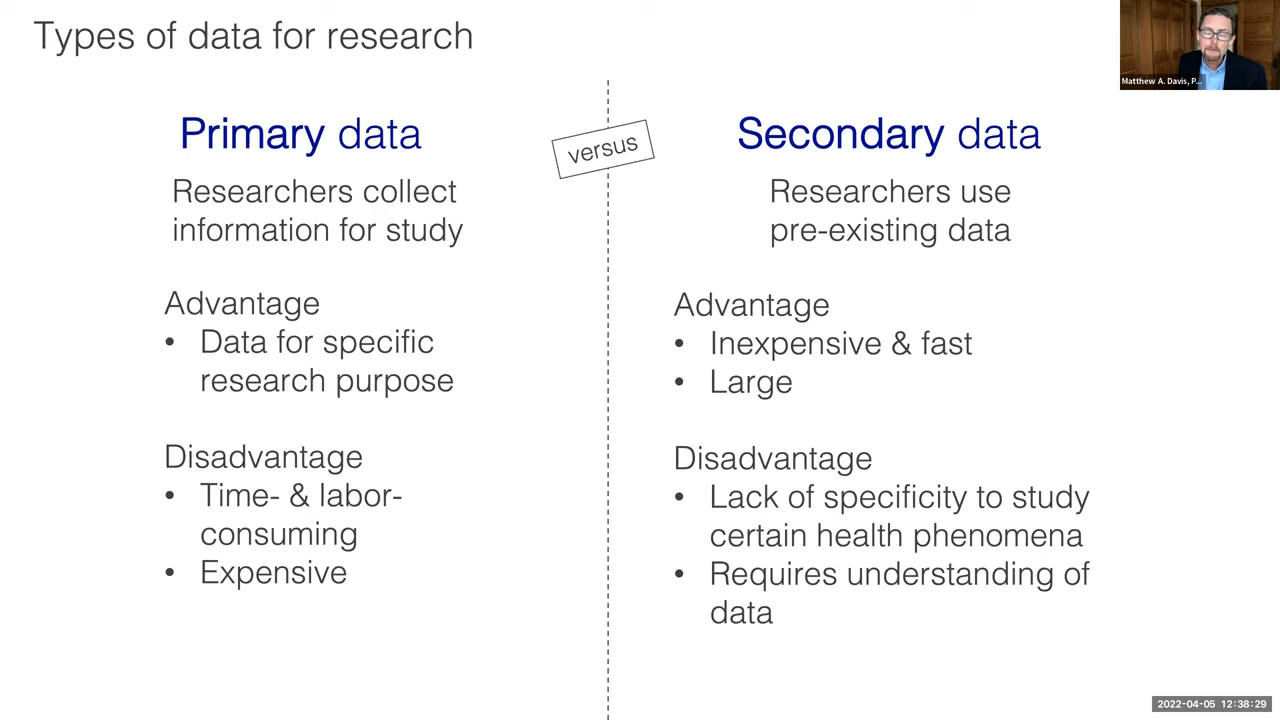 Types of data for research
Matthew A. Davis, P...
Primary data
versus
Secondary data
Researchers collect
information for study
Researchers use
pre-existing data
Advantage
• Data for specific
research purpose
Advantage
• Inexpensive & fast
• Large
Disadvantage
• Time- & labor-
consuming
• Expensive
Disadvantage
• Lack of specificity to study
certain health phenomena
• Requires understanding of
data
2022-04-05 12:38:29